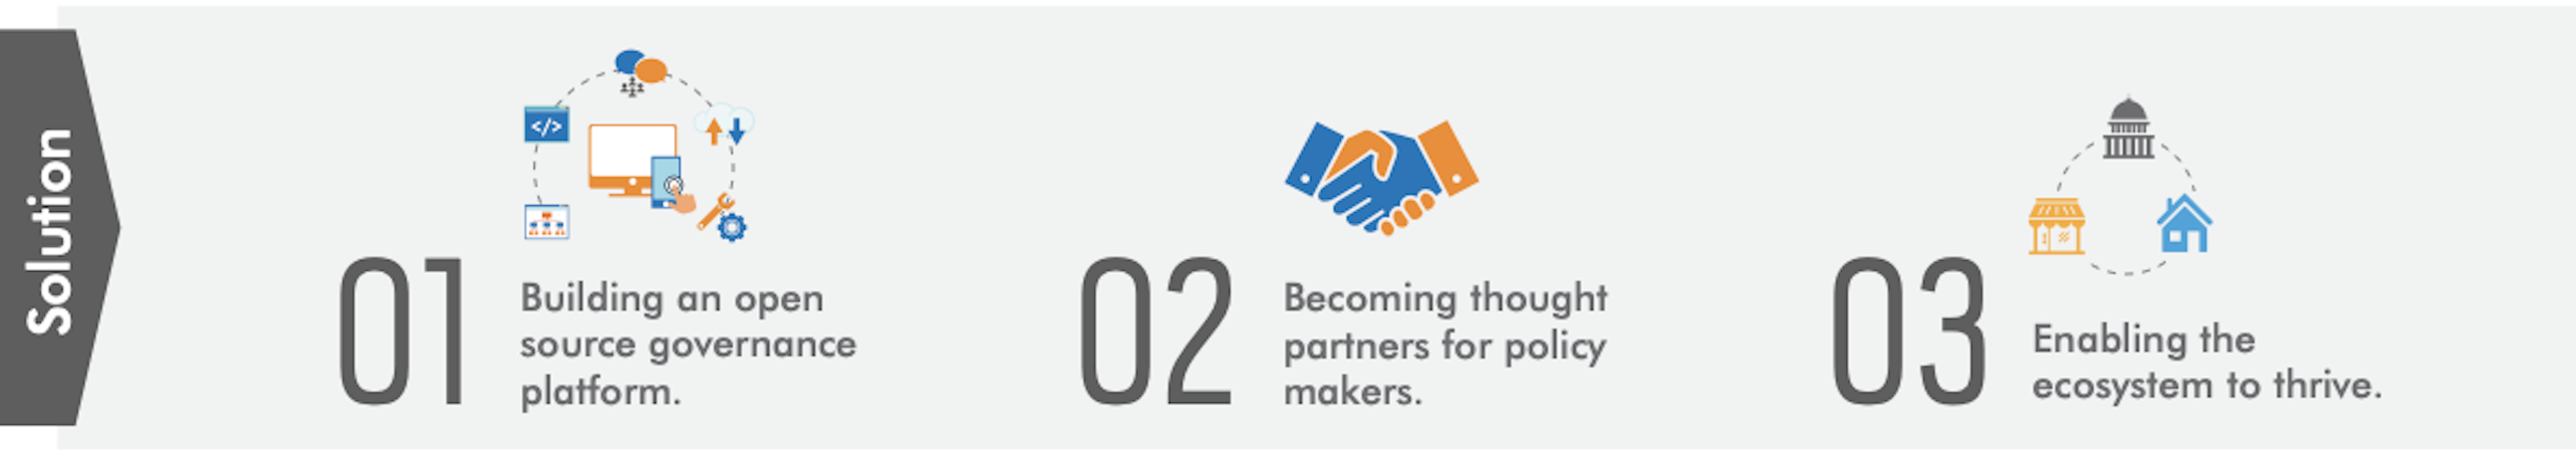 Solution
</>
01
Building an open
source governance
platform.
02
Becoming thought
partners for policy
makers.
03
Enabling the
ecosystem to thrive.